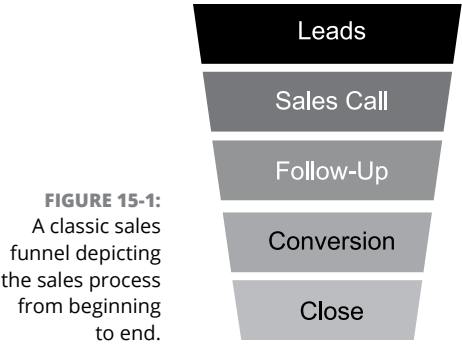 Leads
Sales Call
Follow-Up
Conversion
Close
FIGURE 15-1:
A classic sales
funnel depicting
the sales process
from beginning
to end.